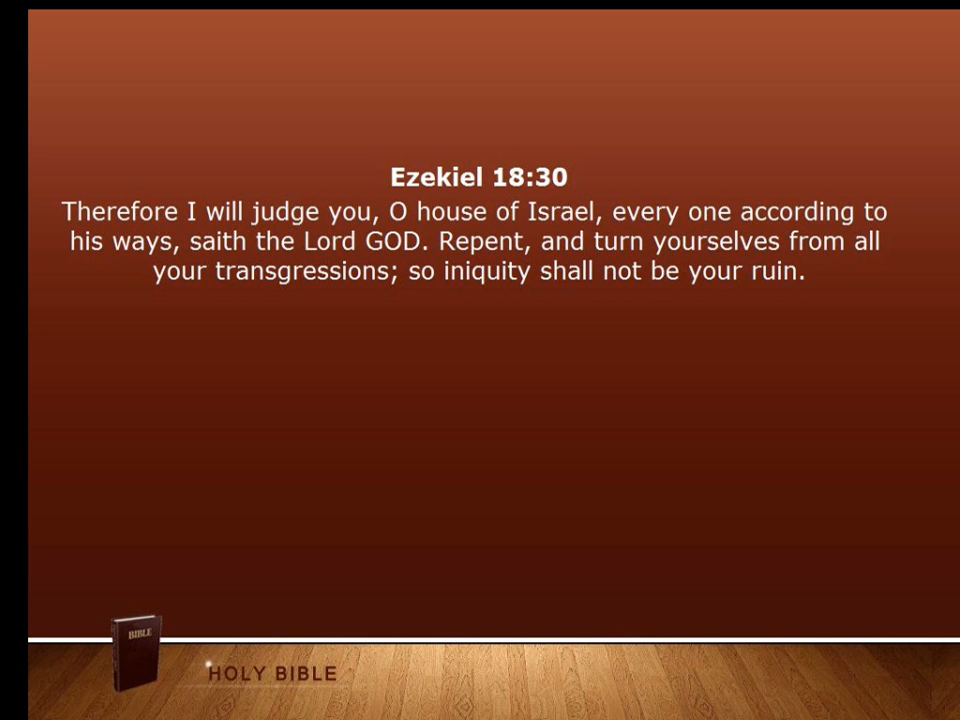 Ezekiel 18:30
Therefore I will judge you, O house of Israel, every one according to
his ways, saith the Lord GOD. Repent, and turn yourselves from all
your transgressions; so iniquity shall not be your ruin.
BIBLE
HOLY BIBLE